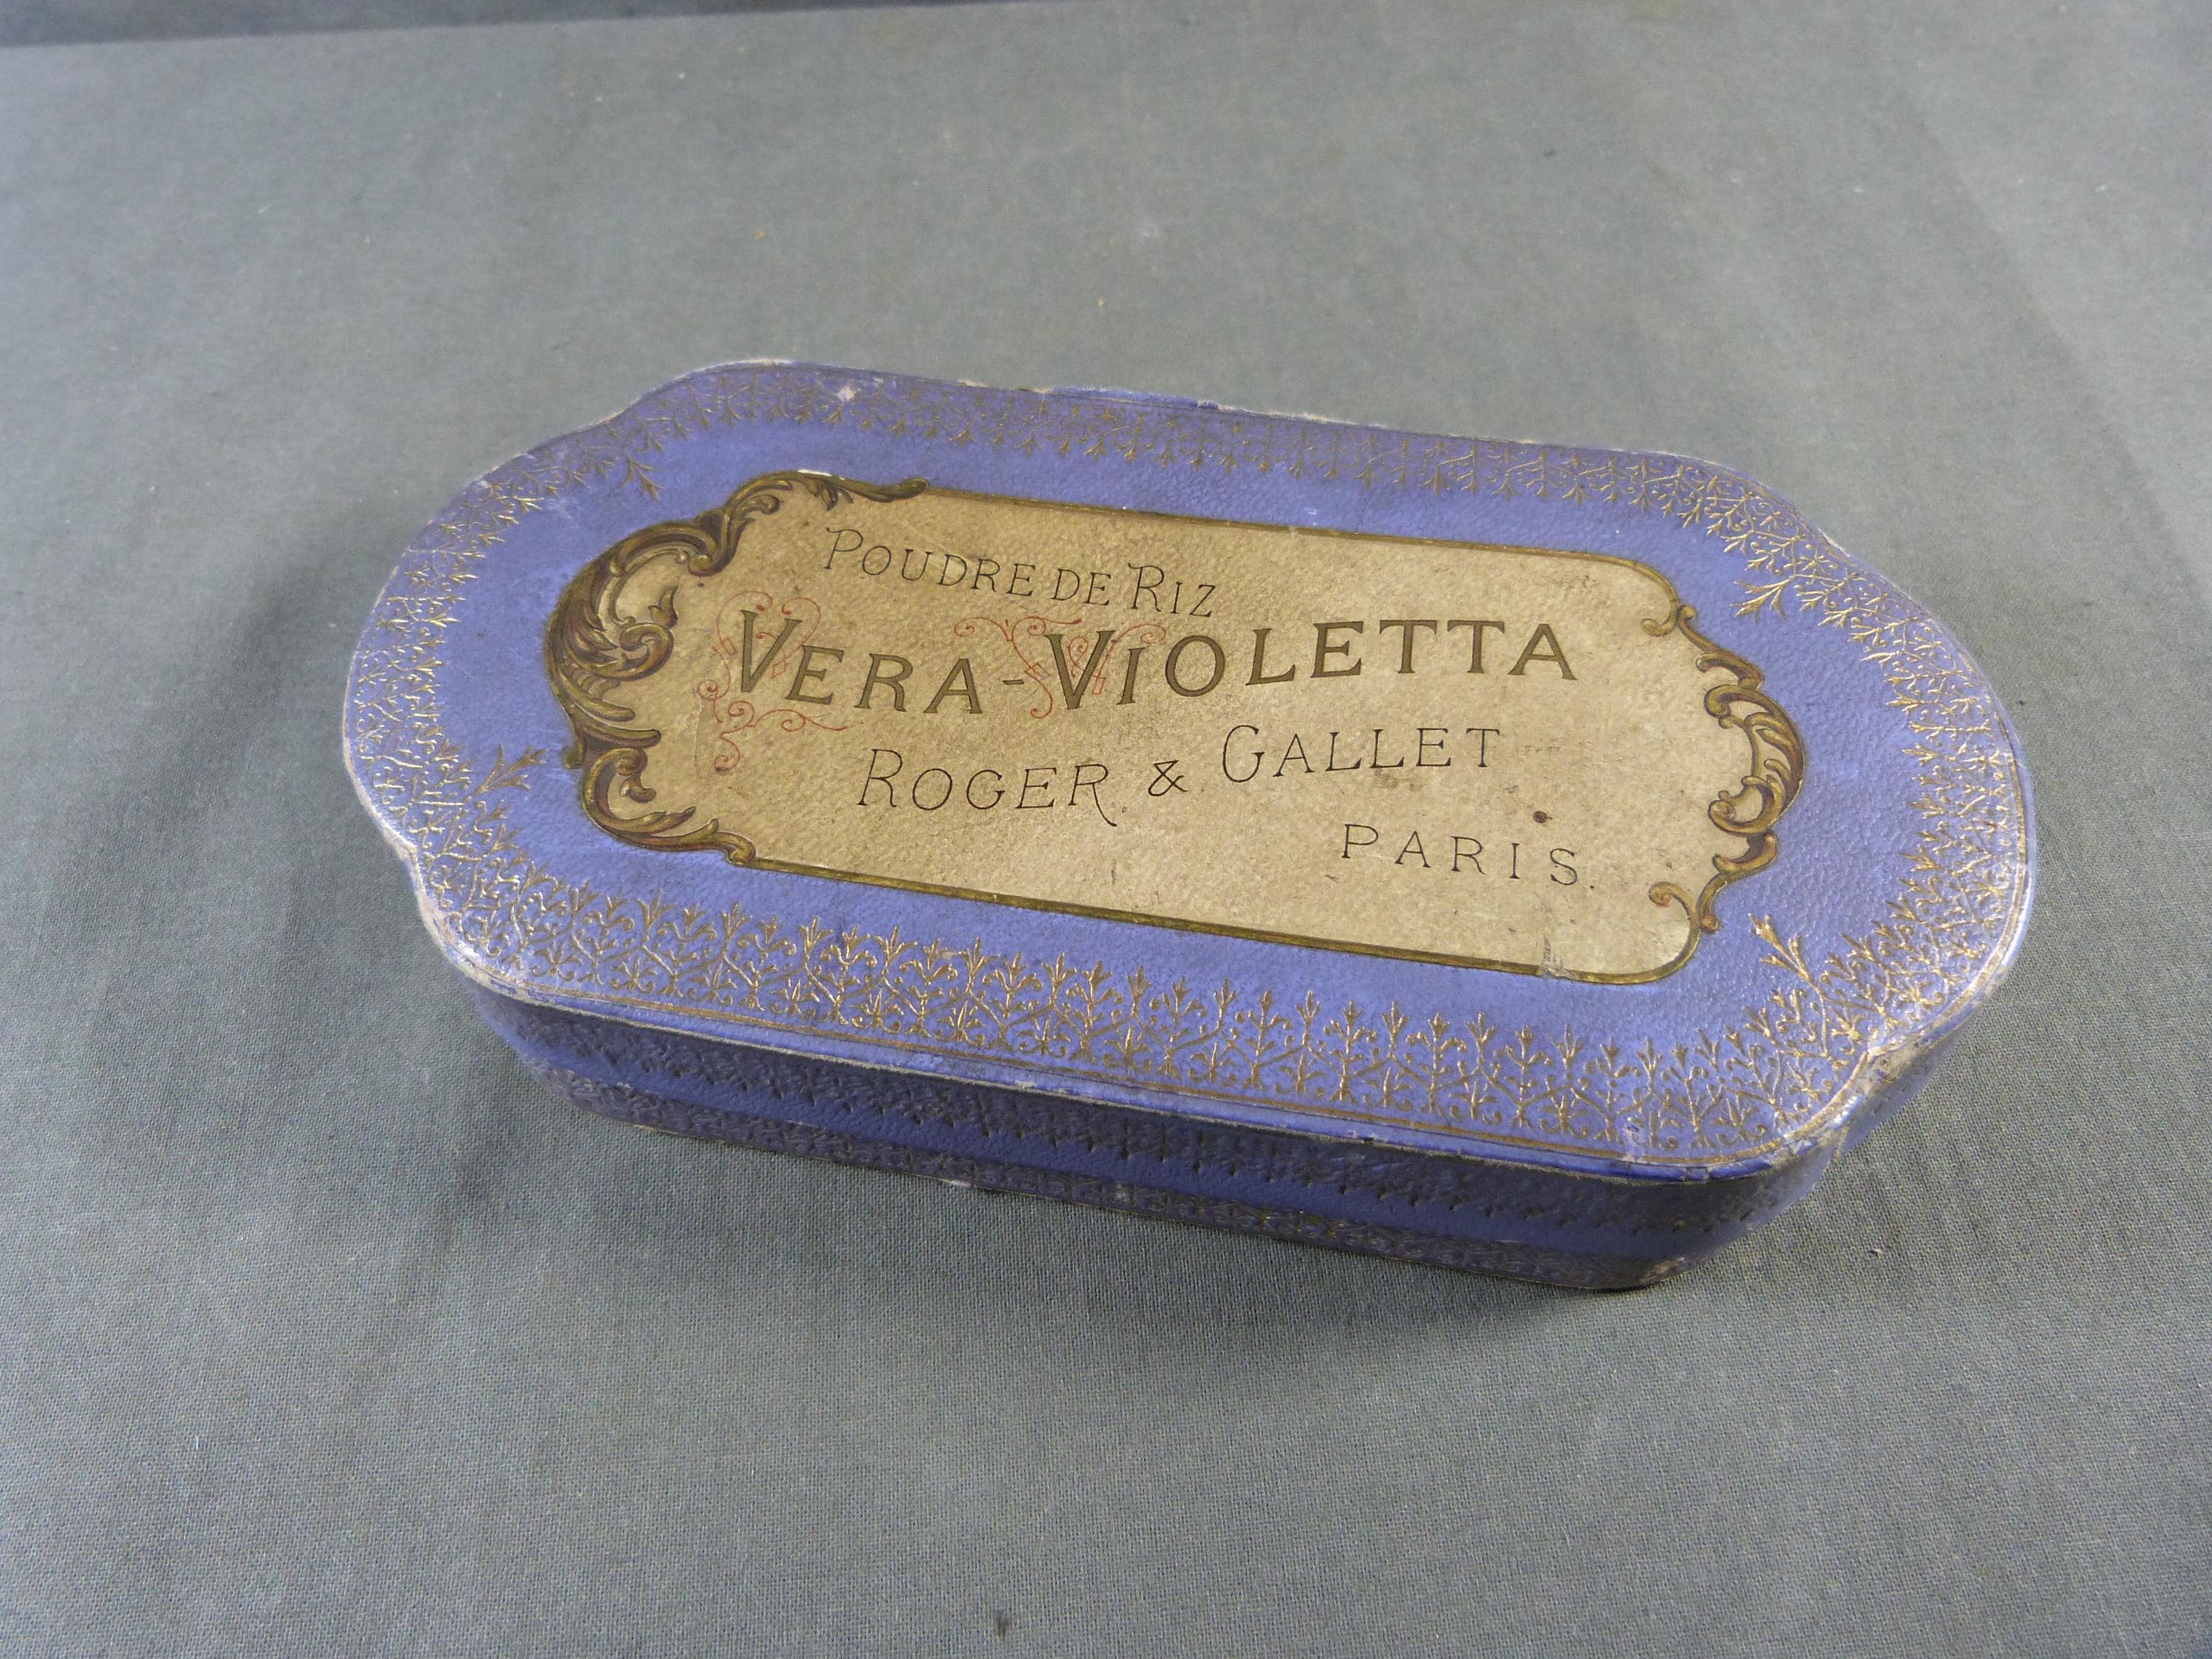 POUDRE DE RIZ
VERA-VIOLETTA
ROGER & GALLET
PARIS.